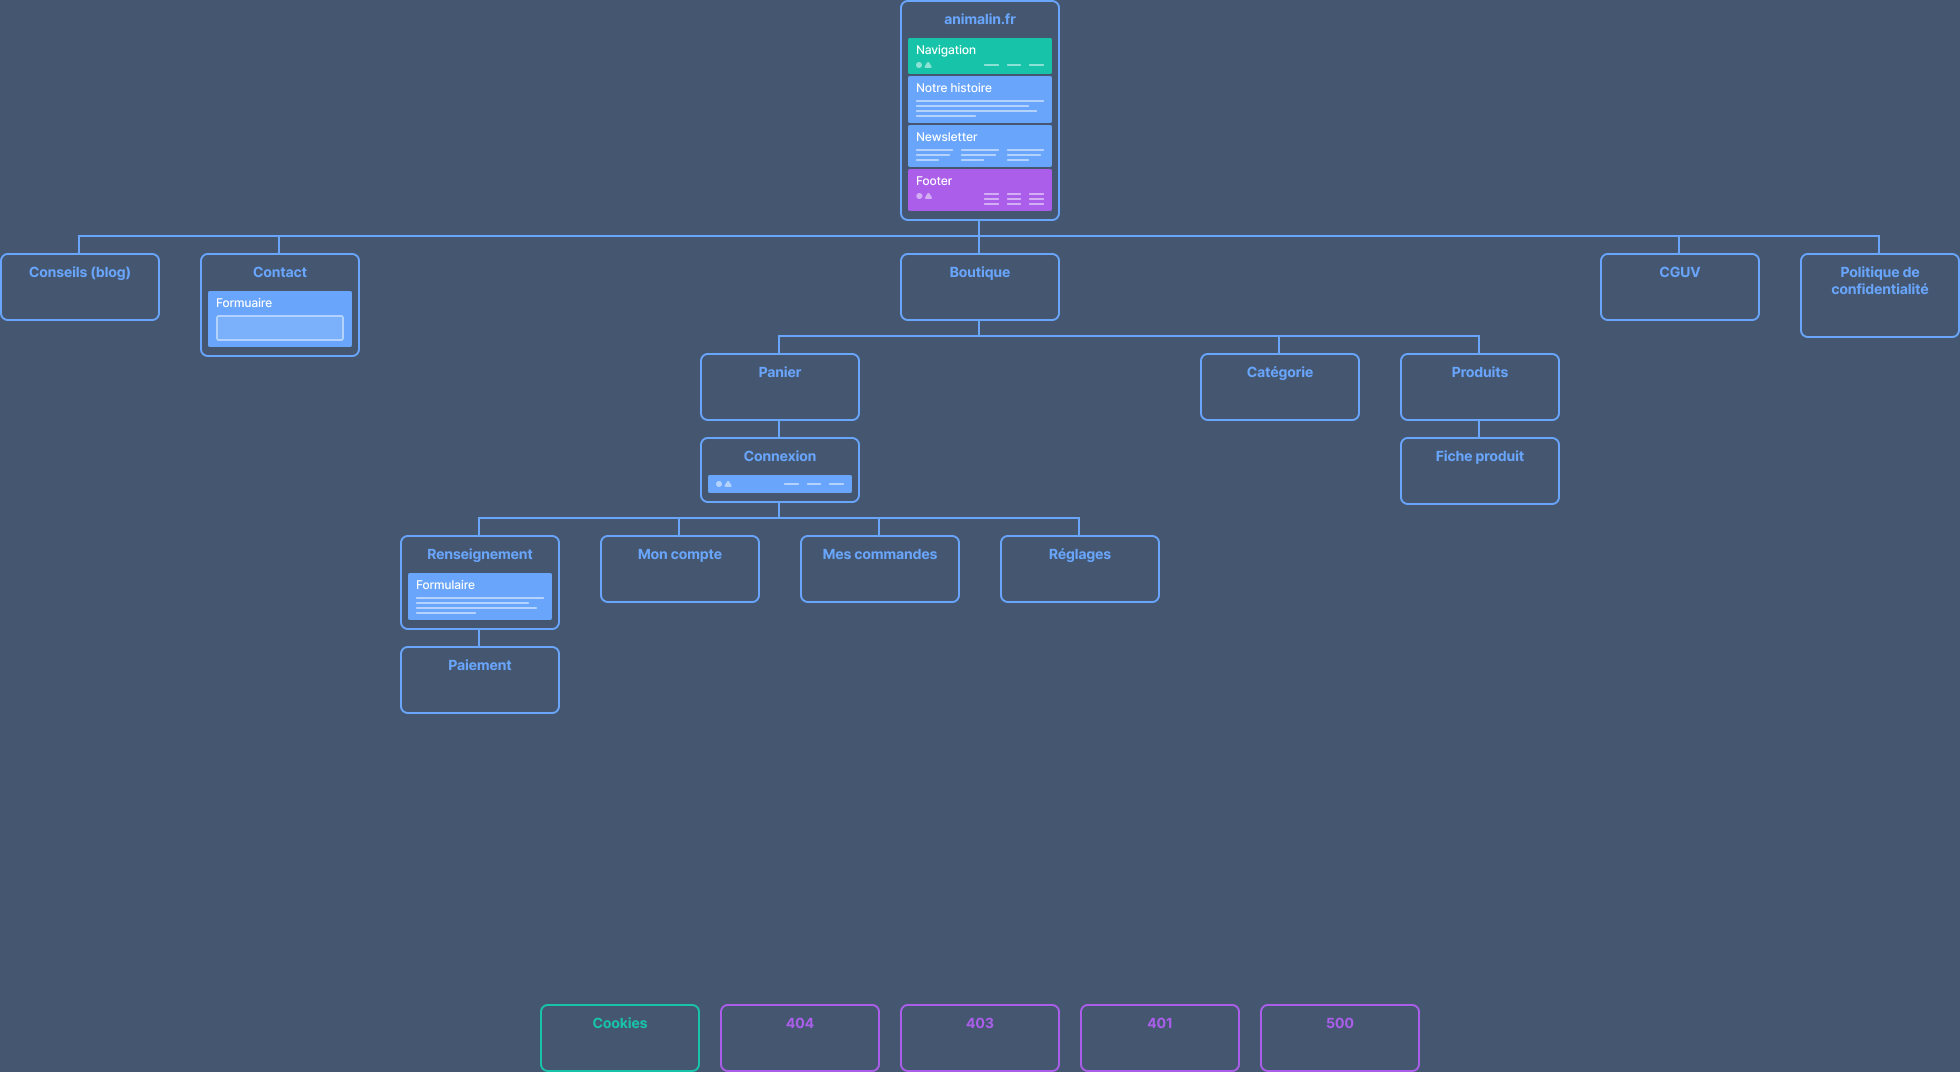 animalin.fr
Navigation
Notre histoire
Newsletter
Footer
Conseils (blog)
Contact
Formuaire
Boutique
CGUV
Politique de
confidentialité
Panier
Catégorie
Produits
Connexion
Fiche produit
Renseignement
Formulaire
Mon compte
Mes commandes
Réglages
Paiement
Cookies
404
403
401
500